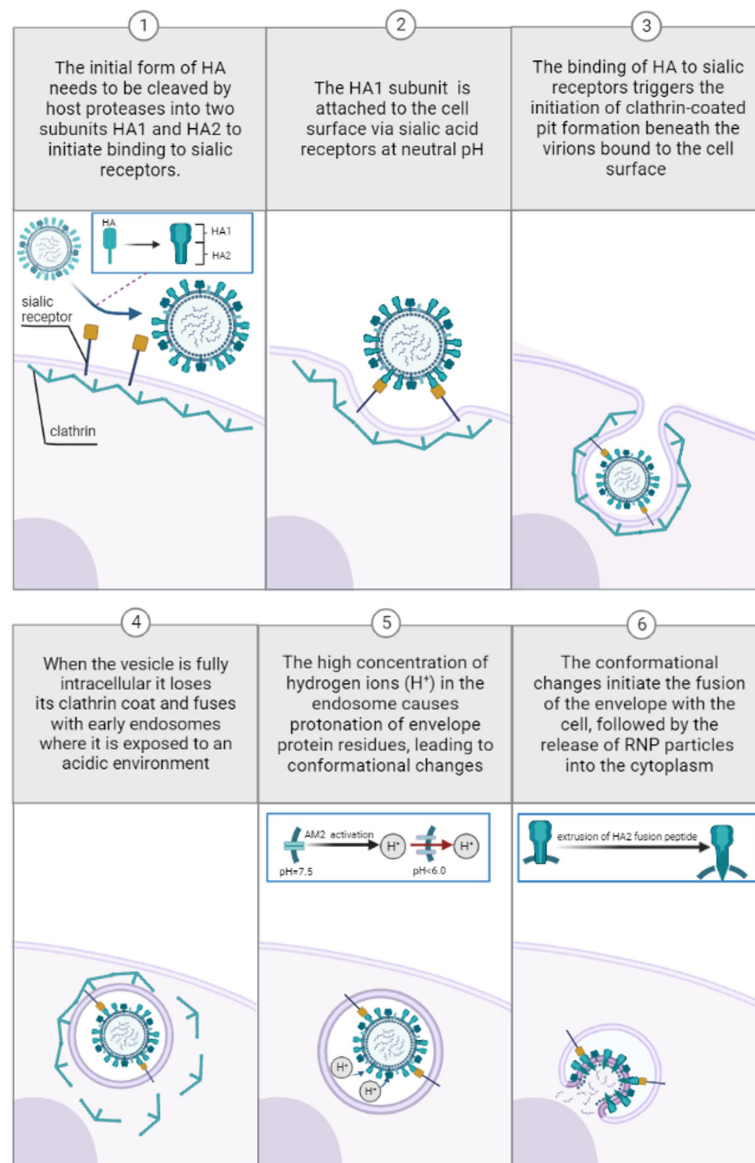 1
The initial form of HA
needs to be cleaved by
host proteases into two
subunits HA1 and HA2 to
initiate binding to sialic
receptors.
2
The HA1 subunit is
attached to the cell
surface via sialic acid
receptors at neutral pH
3
The binding of HA to sialic
receptors triggers the
initiation of clathrin-coated
pit formation beneath the
virions bound to the cell
surface
HA
HA1
HA2
sialic
receptor
clathrin
4
When the vesicle is fully
intracellular it loses
its clathrin coat and fuses
with early endosomes
where it is exposed to an
acidic environment
5
The high concentration of
hydrogen ions (H⁺) in the
endosome causes
protonation of envelope
protein residues, leading to
conformational changes
6
The conformational
changes initiate the fusion
of the envelope with the
cell, followed by the
release of RNP particles
into the cytoplasm
AM2 activation
H⁺
H⁺
pH=7.5
pH<6.0
extrusion of HA2 fusion peptide
H⁺
H⁺